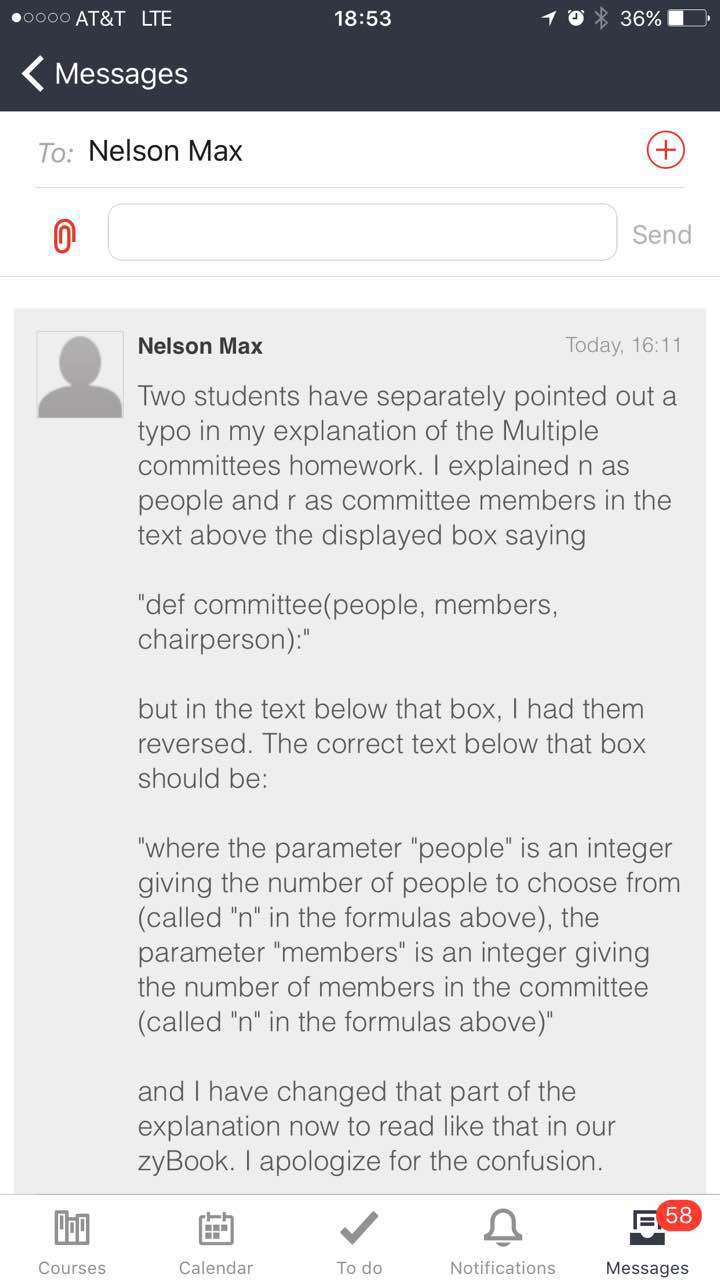 AT&T LTE 18:53 36%
Messages
To: Nelson Max
Send
Nelson Max Today, 16:11
Two students have separately pointed out a
typo in my explanation of the Multiple
committees homework. I explained n as
people and r as committee members in the
text above the displayed box saying
"def committee(people, members,
chairperson):"
but in the text below that box, I had them
reversed. The correct text below that box
should be:
"where the parameter "people" is an integer
giving the number of people to choose from
(called "n" in the formulas above), the
parameter "members" is an integer giving
the number of members in the committee
(called "n" in the formulas above)"
and I have changed that part of the
explanation now to read like that in our
zyBook. I apologize for the confusion.
58
Courses Calendar To do Notifications Messages